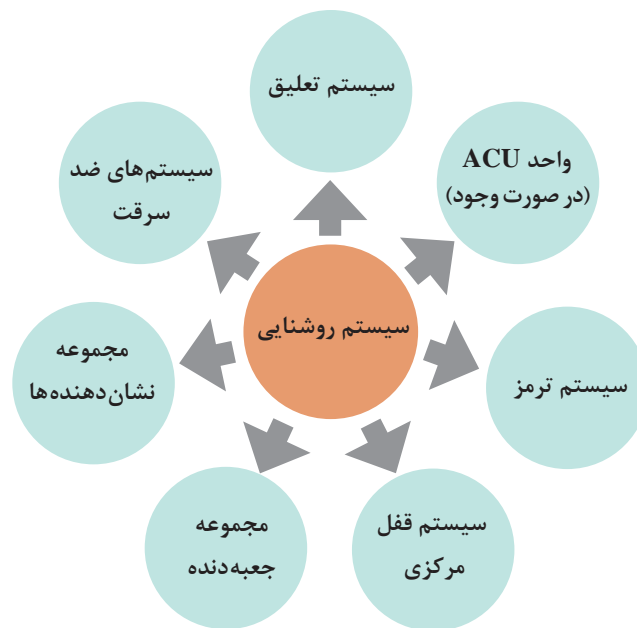 سیستم تعلیق
واحد ACU
(در صورت وجود)
سیستم‌های ضد
سرقت
سیستم روشنایی
مجموعه
نشان‌دهنده‌ها
سیستم ترمز
سیستم قفل
مرکزی
مجموعه
جعبه‌دنده